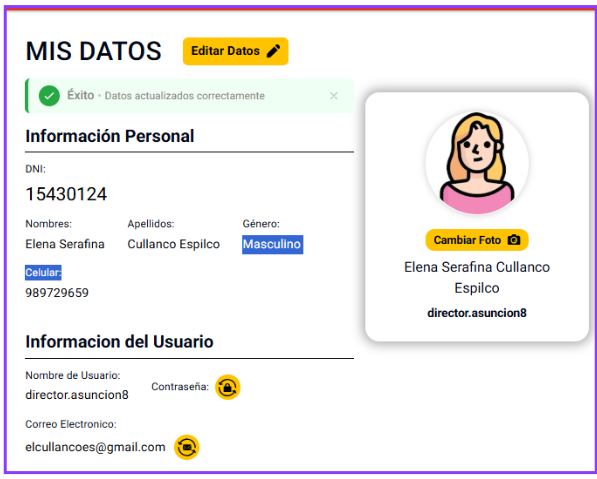 MIS DATOS
Editar Datos
Éxito • Datos actualizados correctamente
Información Personal
DNI:
15430124
Nombres: Apellidos: Género:
Elena Serafina Cullanco Espilco Masculino
Celular:
989729659
Informacion del Usuario
Nombre de Usuario: Contraseña:
director.asuncion8
Correo Electronico:
elcullancoes@gmail.com
Cambiar Foto
Elena Serafina Cullanco
Espilco
director.asuncion8